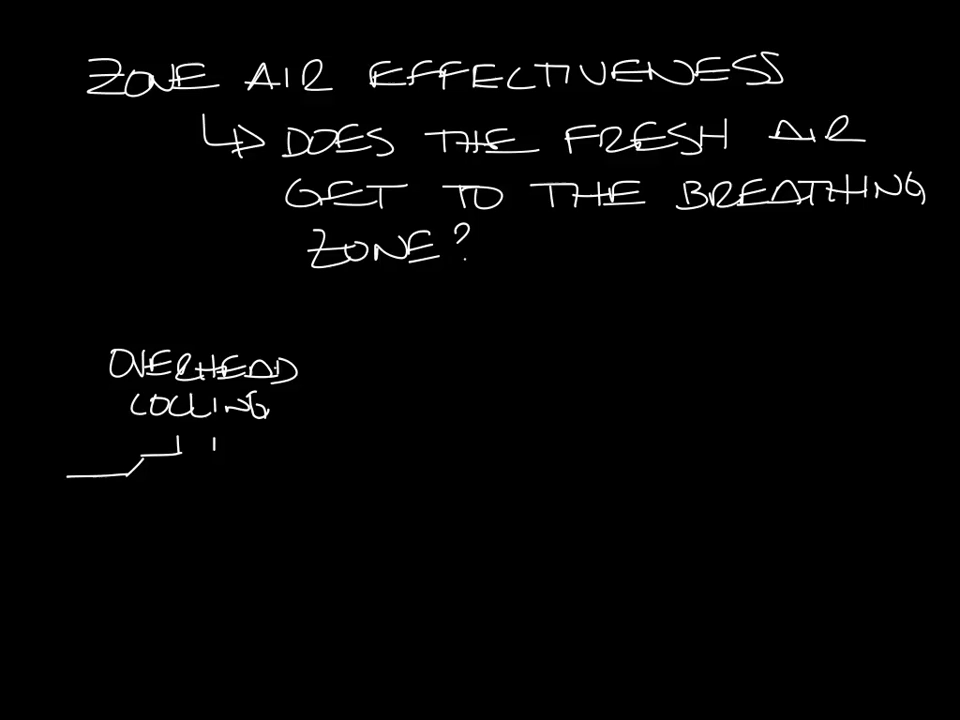 ZONE AIR EFFECTIVENESS
↳ DOES THE FRESH AIR
GET TO THE BREATHING
ZONE?
OVERHEAD
COOLING